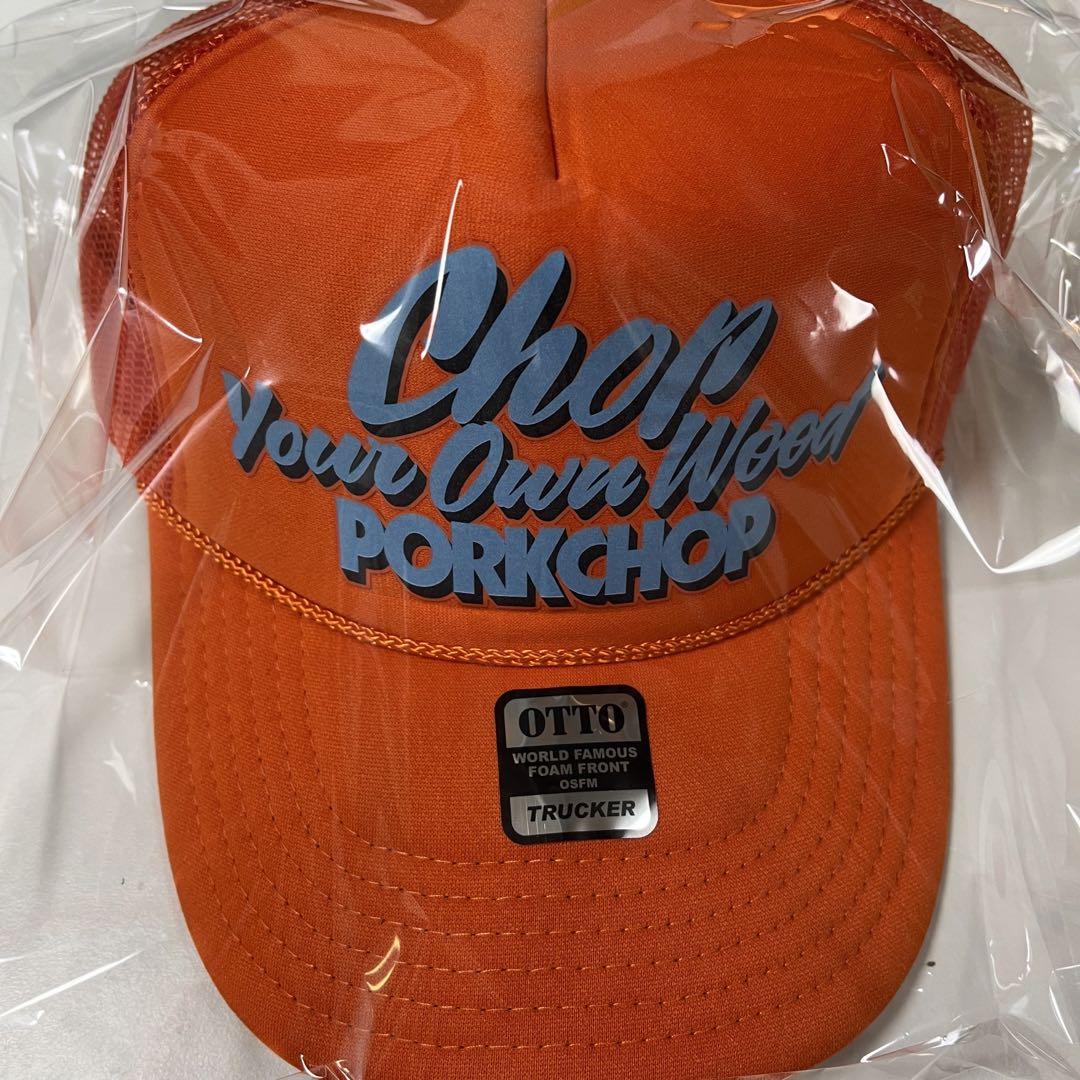 Chop
Your Own Wood
PORKCHOP
OTTO®
WORLD FAMOUS
FOAM FRONT
OSFM
TRUCKER